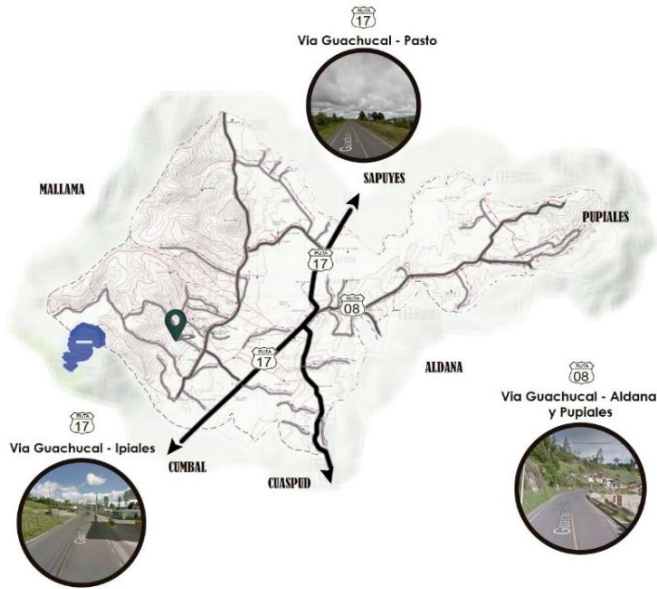 RUTA
17
Via Guachucal - Pasto
MALLAMA
SAPUYES
PUPIALES
RUTA
17
RUTA
08
RUTA
17
ALDANA
RUTA
08
Via Guachucal - Aldana
y Pupiales
RUTA
17
Via Guachucal - Ipiales
CUMBAL
CUASPUD